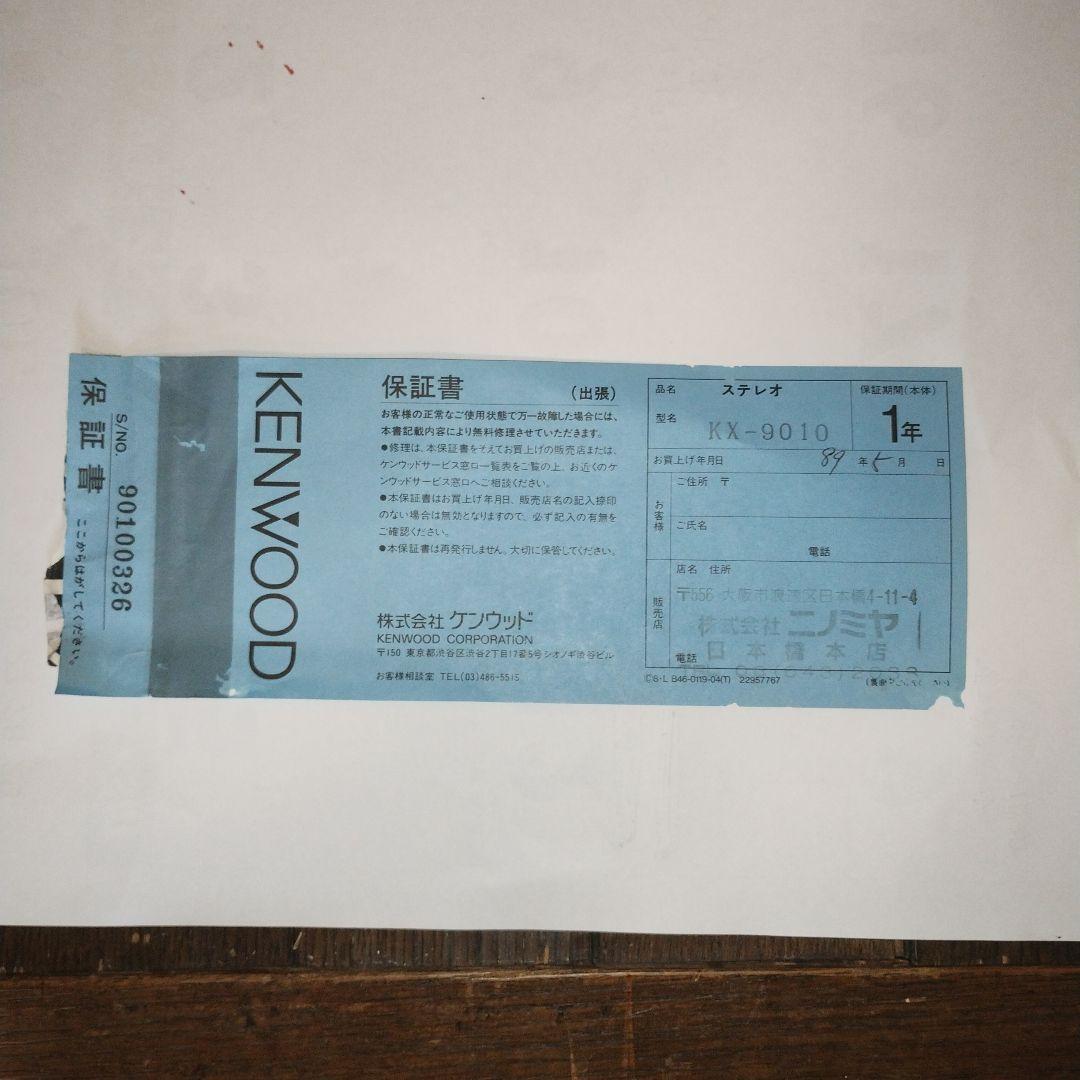 保証書
S/NO. 90100326
ここからはがしてください。
KENWOOD
保証書 (出張)
お客様の正常なご使用状態で万一故障した場合には、
本書記載内容により無料修理させていただきます。
●修理は、本保証書をそえてお買上げの販売店または、
ケンウッドサービス窓口一覧表をご覧の上、お近くのケ
ンウッドサービス窓口へご相談ください。
●本保証書はお買上げ年月日、販売店名の記入捺印
のない場合は無効となりますので、必ず記入の有無を
ご確認ください。
●本保証書は再発行しません。大切に保管してください。
株式会社 ケンウッド
KENWOOD CORPORATION
〒150 東京都渋谷区渋谷2丁目17番5号シオノギ渋谷ビル
お客様相談室 TEL(03)486-5515
品名 ステレオ
型名 KX-9010
保証期間(本体)
1年
お買上げ年月日 89 年 5 月 日
お客様
ご住所 〒
ご氏名
電話
販売店
店名 住所
〒556 大阪市浪速区日本橋4-11-4
株式会社 ニノミヤ
日本橋本店
電話
©S・L B46-0119-04(T) 22957767